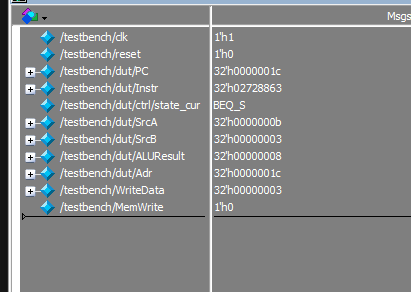 Msgs
/testbench/clk 1'h1
/testbench/reset 1'h0
/testbench/dut/PC 32'h0000001c
/testbench/dut/Instr 32'h02728863
/testbench/dut/ctrl/state_cur BEQ_S
/testbench/dut/SrcA 32'h0000000b
/testbench/dut/SrcB 32'h00000003
/testbench/dut/ALUResult 32'h00000008
/testbench/dut/Adr 32'h0000001c
/testbench/WriteData 32'h00000003
/testbench/MemWrite 1'h0